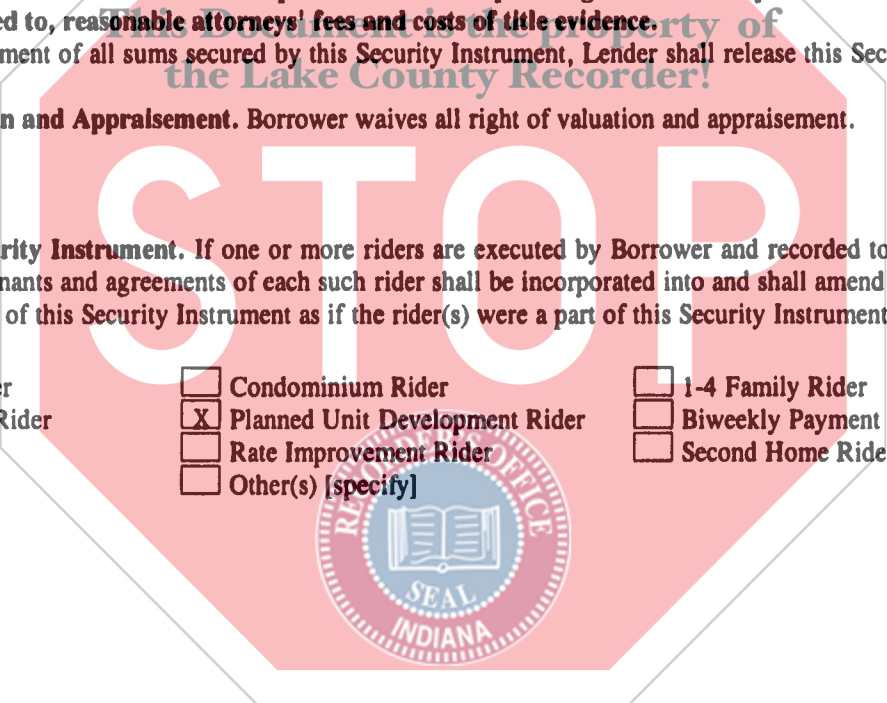 ed to, reasonable attorneys' fees and costs of title evidence.
This Document is the property of
ment of all sums secured by this Security Instrument, Lender shall release this Sec
the Lake County Recorder!
n and Appraisement. Borrower waives all right of valuation and appraisement.
STOP
rity Instrument. If one or more riders are executed by Borrower and recorded to
nants and agreements of each such rider shall be incorporated into and shall amend
of this Security Instrument as if the rider(s) were a part of this Security Instrument
er Condominium Rider 1-4 Family Rider
Rider X Planned Unit Development Rider Biweekly Payment
Rate Improvement Rider Second Home Ride
Other(s) [specify]
RECORDER'S OFFICE
SEAL
INDIANA